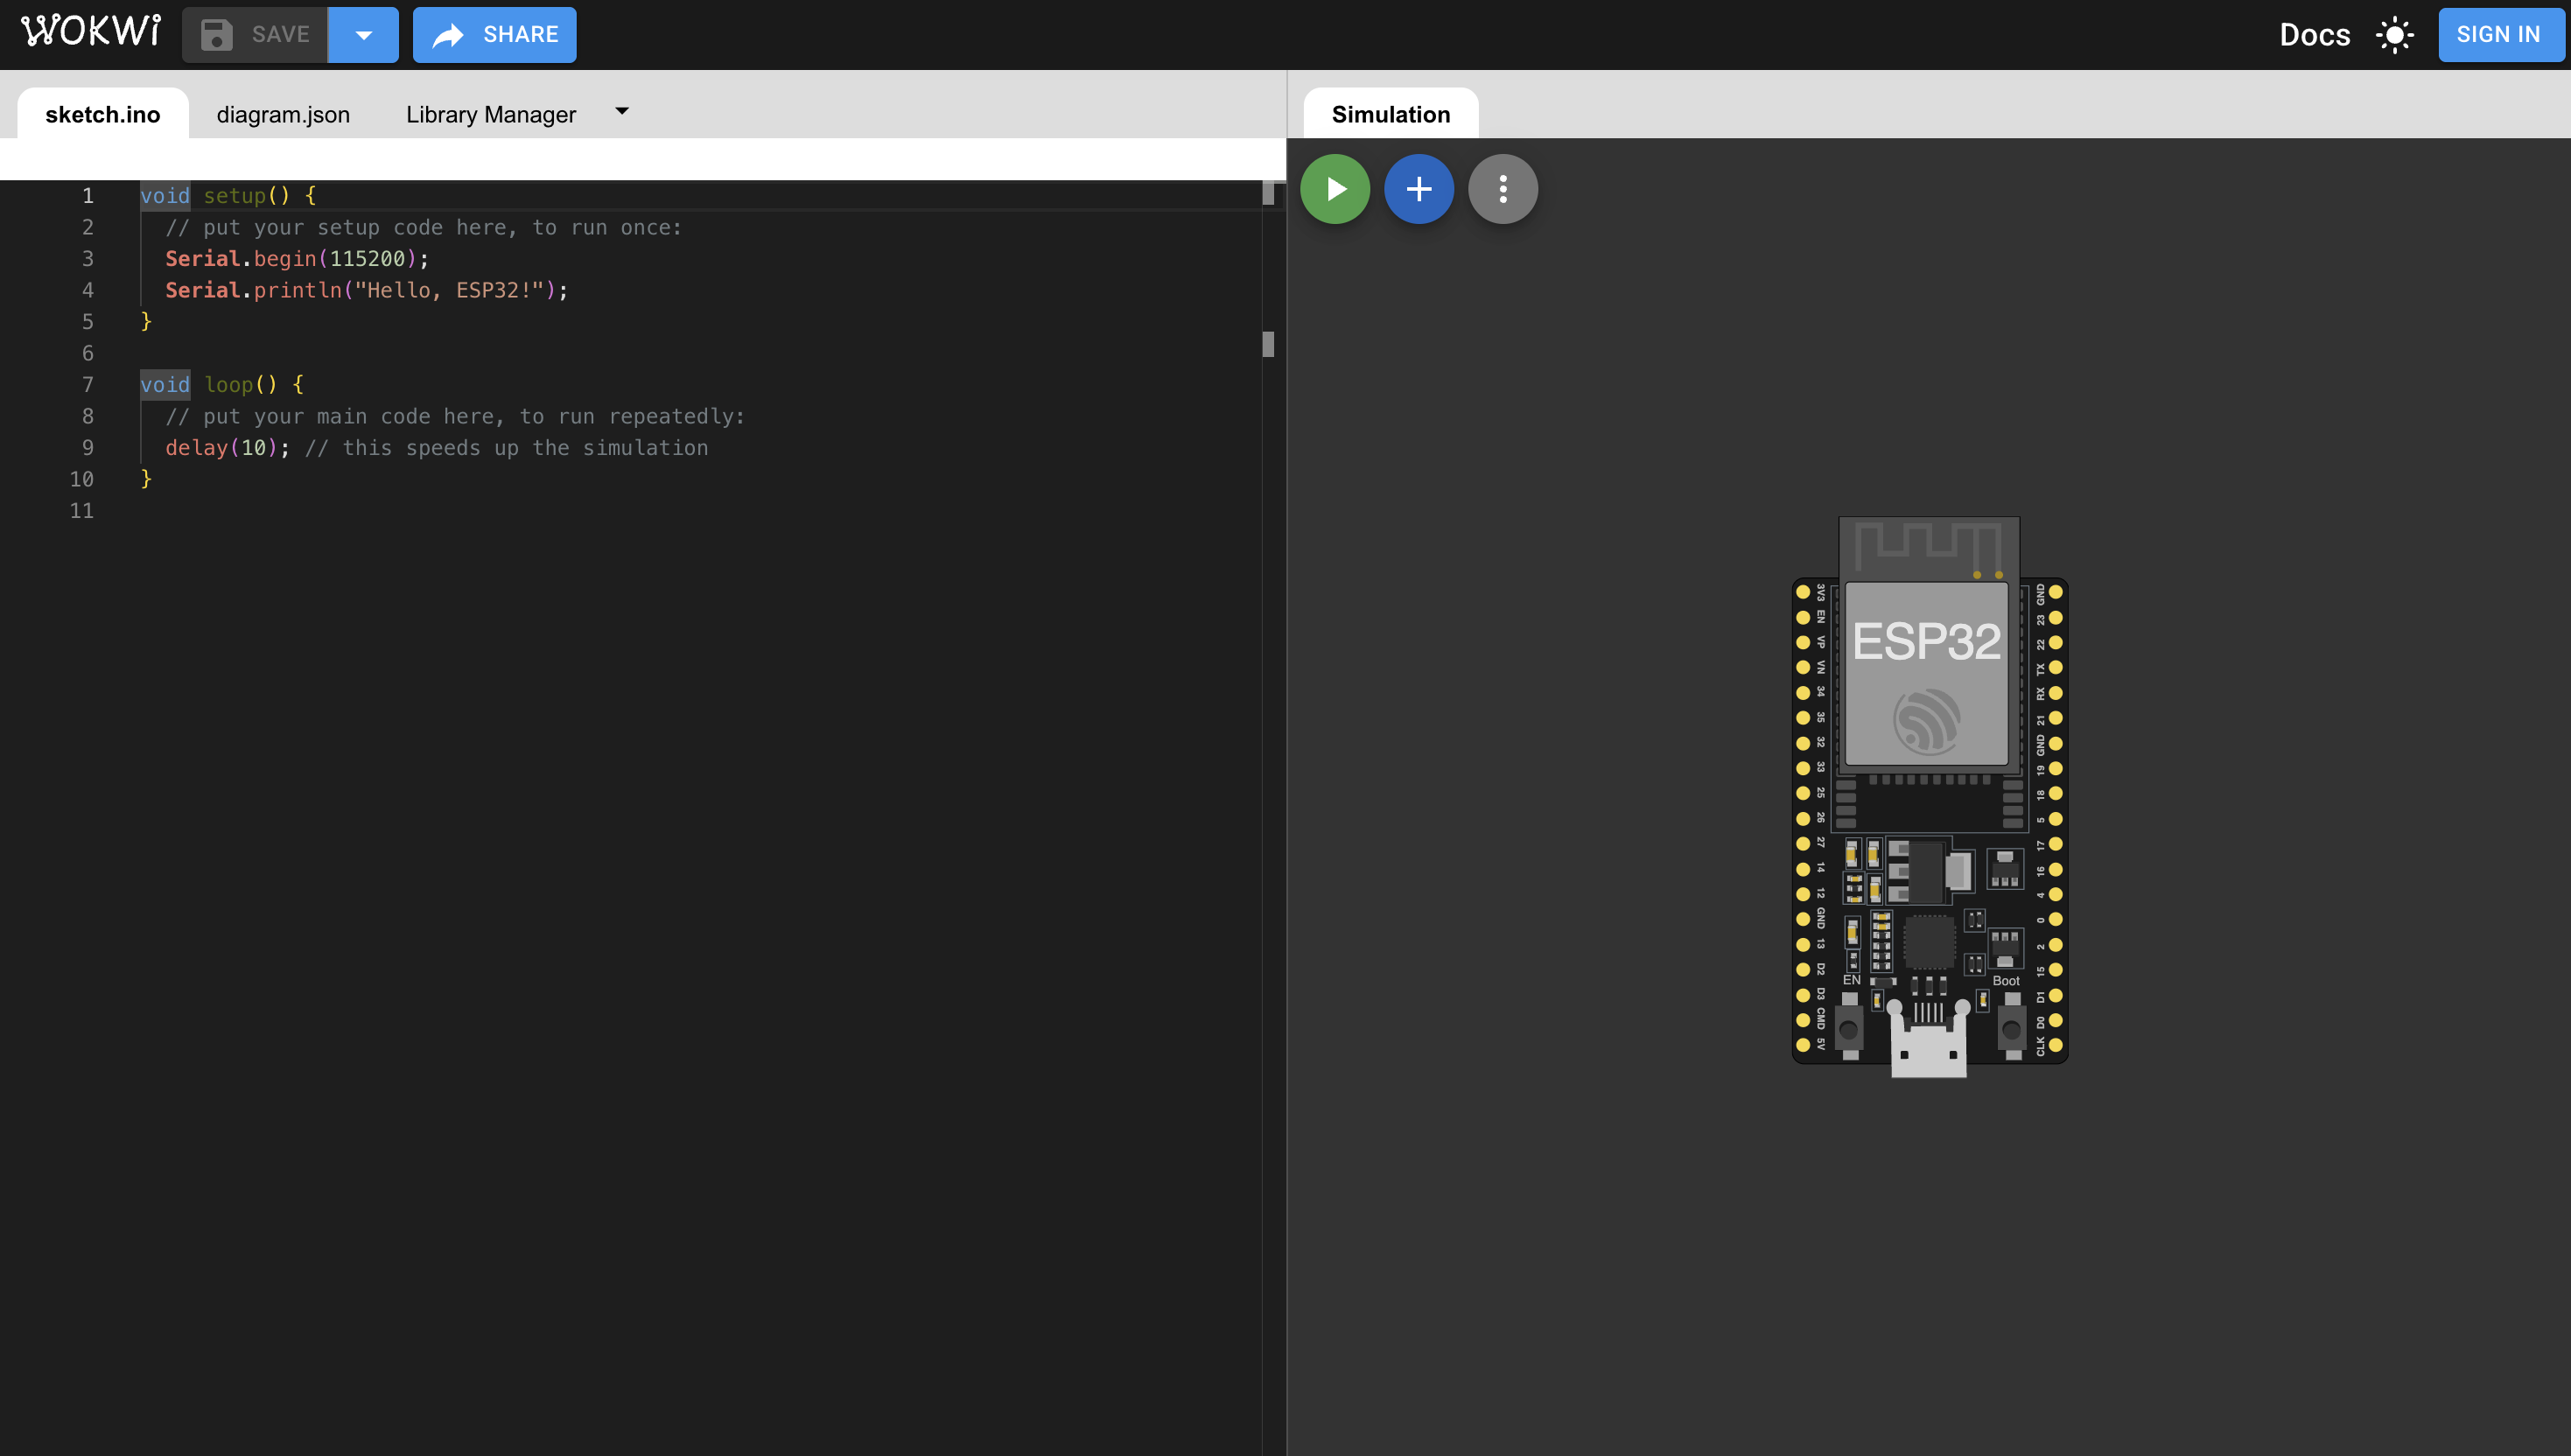 WOKWi SAVE SHARE Docs SIGN IN
sketch.ino diagram.json Library Manager
Simulation
1 void setup() {
2 // put your setup code here, to run once:
3 Serial.begin(115200);
4 Serial.println("Hello, ESP32!");
5 }
6
7 void loop() {
8 // put your main code here, to run repeatedly:
9 delay(10); // this speeds up the simulation
10 }
11
ESP32
3V3
EN
VP
VN
34
35
32
33
25
26
27
14
12
GND
13
D2
D3
CMD
5V
GND
23
22
TX
RX
21
GND
19
18
5
17
16
4
0
2
15
D1
D0
CLK
EN
Boot